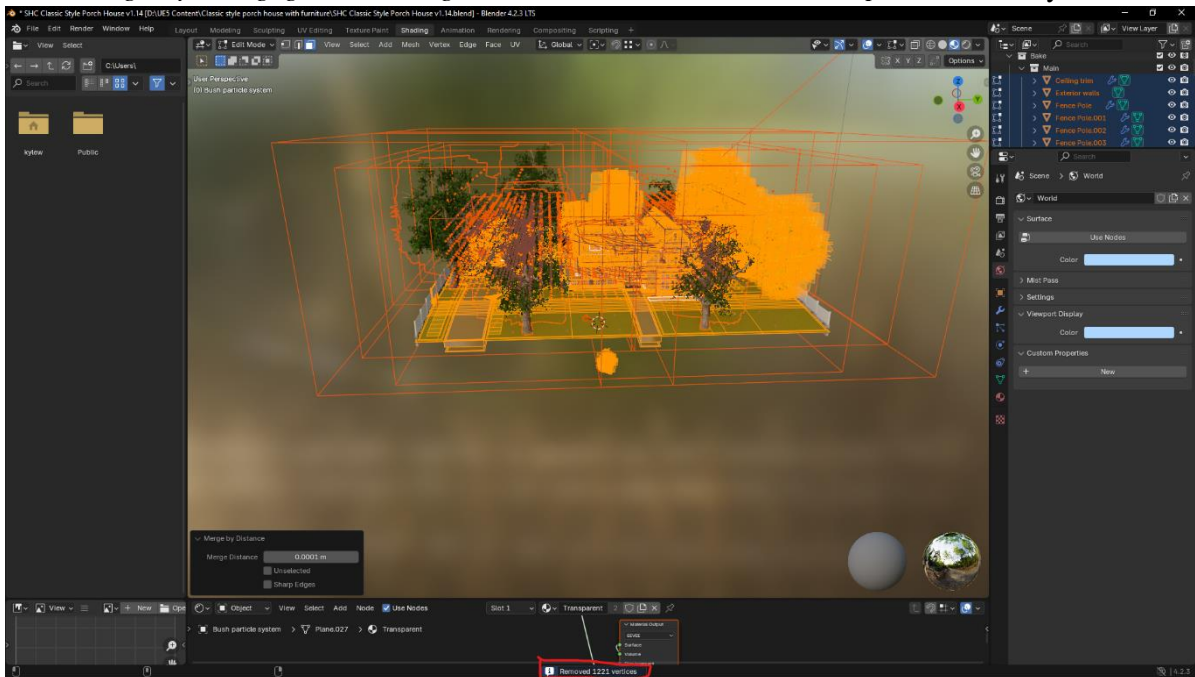 * SHC Classic Style Porch House v1.14 [D:\UE5 Content\Classic style porch house with furniture\SHC Classic Style Porch House v1.14.blend] - Blender 4.2.3 LTS
File Edit Render Window Help Layout Modeling Sculpting UV Editing Texture Paint Shading Animation Rendering Compositing Scripting + Scene ViewLayer
View Select Edit Mode View Select Add Mesh Vertex Edge Face UV Global Search
C:\Users\ X Y Z Options
Search
User Perspective
(0) Bush particle system
kylew Public
Bake
Main
Ceiling trim
Exterior walls
Fence Pole
Fence Pole.001
Fence Pole.002
Fence Pole.003
Search
Scene > World
World
Surface
Use Nodes
Color
Mist Pass
Settings
Viewport Display
Color
Custom Properties
+ New
Merge by Distance
Merge Distance 0.0001 m
Unselected
Sharp Edges
View + New Ope Object View Select Add Node Use Nodes Slot 1 Transparent 2
Bush particle system > Plane.027 > Transparent
Material Output
EEVEE
Surface
Volume
Removed 1221 vertices
4.2.3